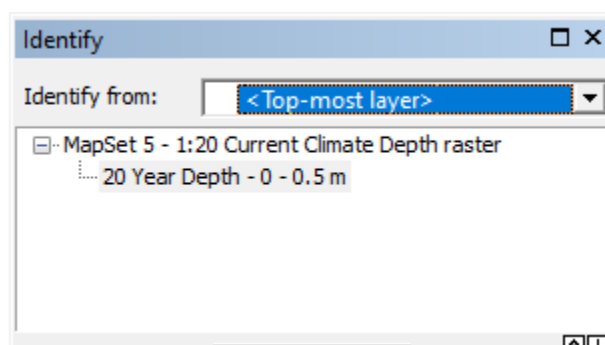 Identify
Identify from: <Top-most layer>
MapSet 5 - 1:20 Current Climate Depth raster
20 Year Depth - 0 - 0.5 m